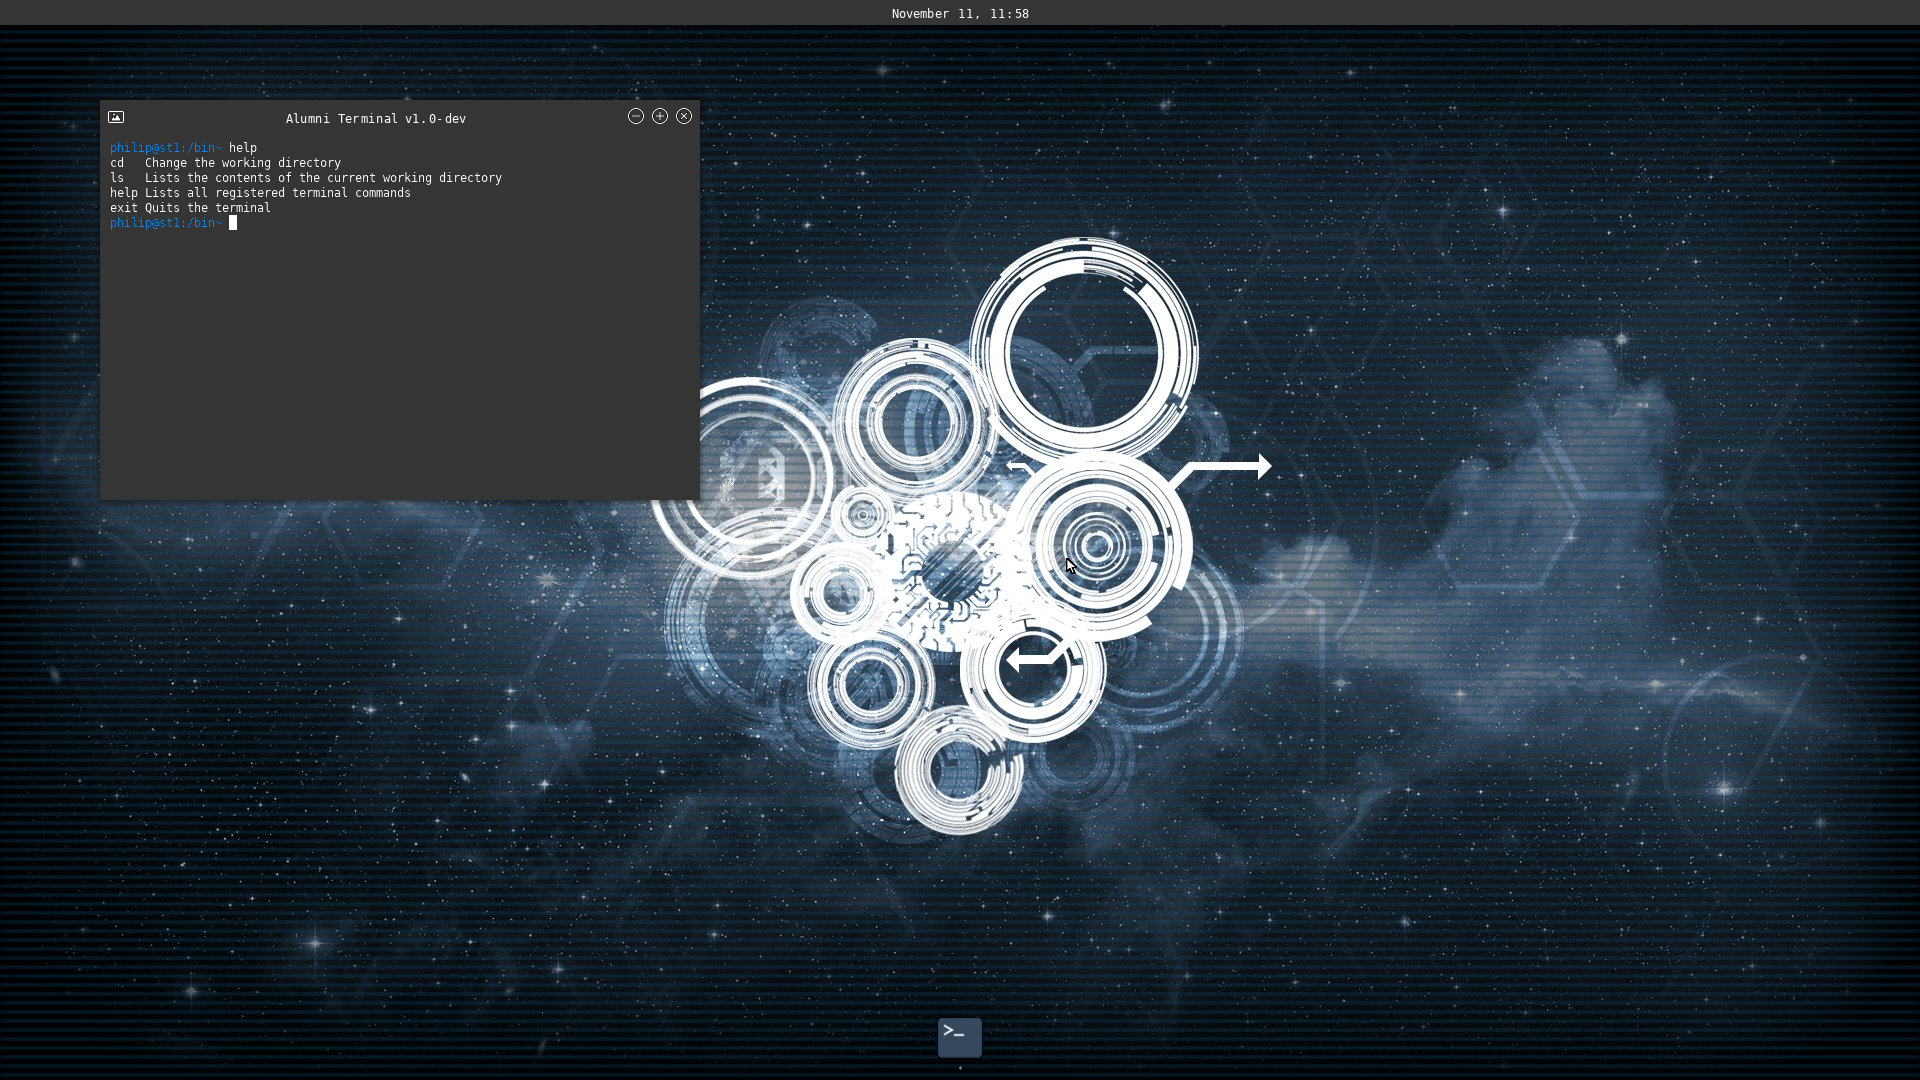 November 11, 11:58
Alumni Terminal v1.0-dev
philip@st1:/bin~ help
cd   Change the working directory
ls   Lists the contents of the current working directory
help Lists all registered terminal commands
exit Quits the terminal
philip@st1:/bin~
>_